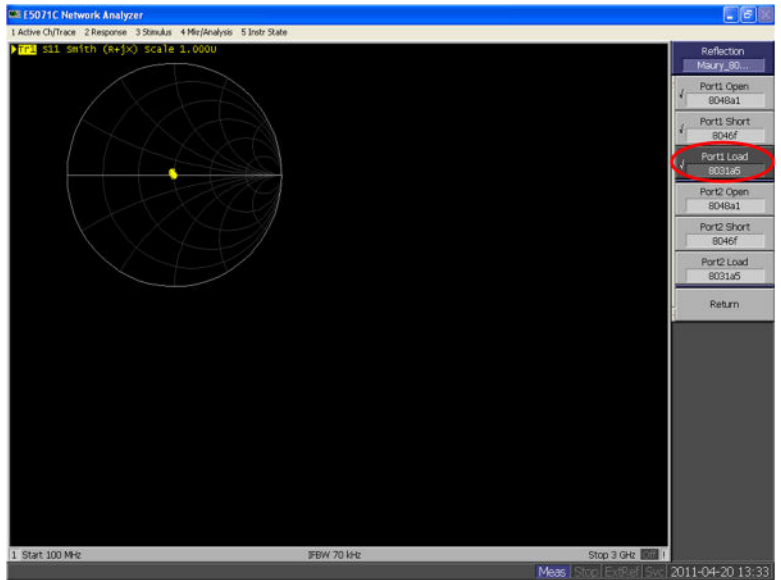 E5071C Network Analyzer
1 Active Ch/Trace 2 Response 3 Stimulus 4 Mkr/Analysis 5 Instr State
Tr1 S11 Smith (R+jX) Scale 1.000U
Reflection
Maury_80...
Port1 Open
8048a1
Port1 Short
8046f
Port1 Load
8031a5
Port2 Open
8048a1
Port2 Short
8046f
Port2 Load
8031a5
Return
1 Start 100 MHz IFBW 70 kHz Stop 3 GHz Off !
Meas Stop ExtRef Svc 2011-04-20 13:33